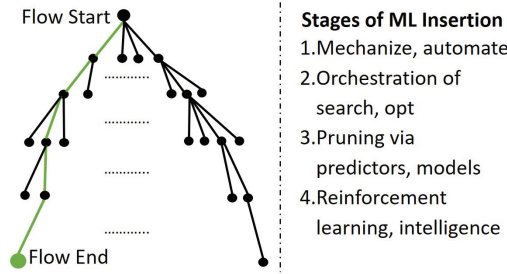 Flow Start
Flow End
Stages of ML Insertion
1.Mechanize, automate
2.Orchestration of
search, opt
3.Pruning via
predictors, models
4.Reinforcement
learning, intelligence